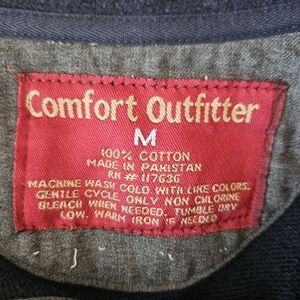 Comfort Outfitter
M
100% COTTON
MADE IN PAKISTAN
RN # 117636
MACHINE WASH COLD WITH LIKE COLORS.
GENTLE CYCLE. ONLY NON CHLORINE
BLEACH WHEN NEEDED. TUMBLE DRY
LOW. WARM IRON IF NEEDED